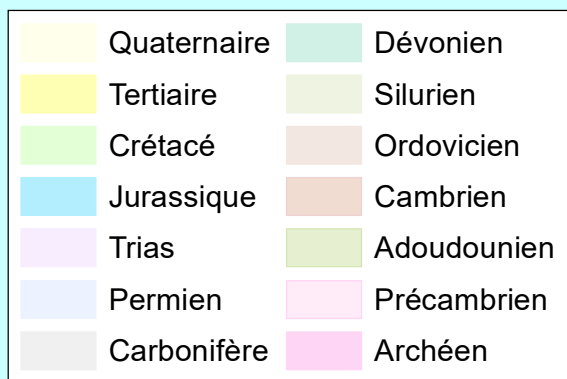 Quaternaire
Tertiaire
Crétacé
Jurassique
Trias
Permien
Carbonifère
Dévonien
Silurien
Ordovicien
Cambrien
Adoudounien
Précambrien
Archéen